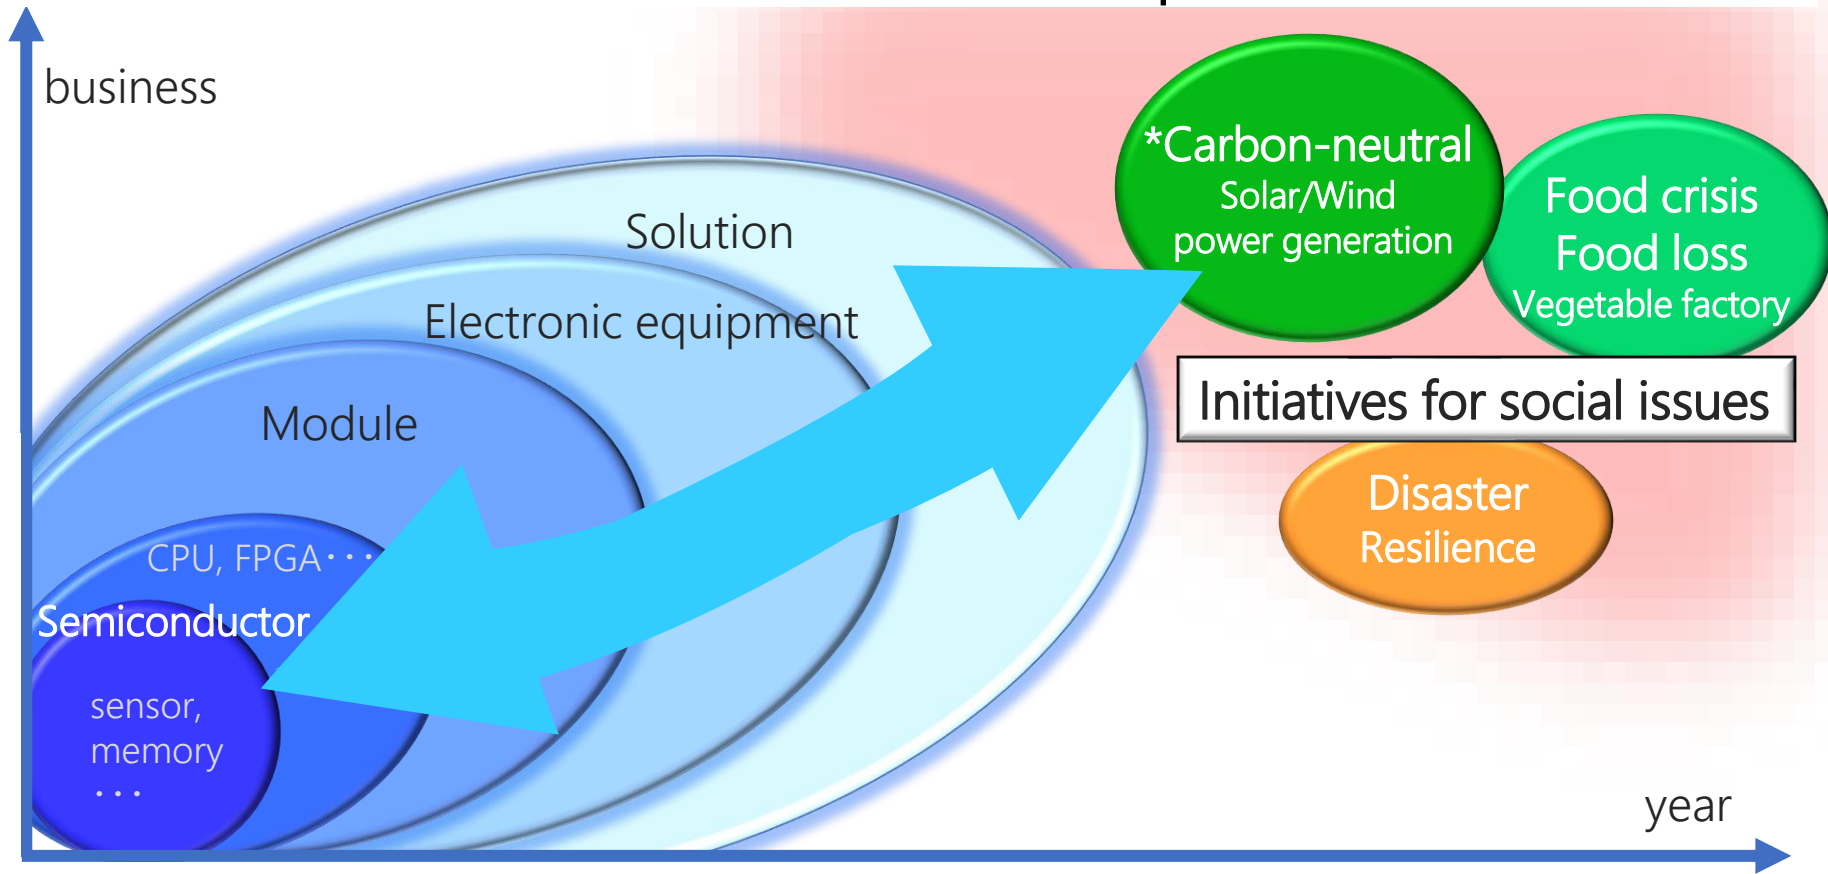 business
*Carbon-neutral
Solar/Wind
power generation
Food crisis
Food loss
Vegetable factory
Solution
Electronic equipment
Module
Initiatives for social issues
Disaster
Resilience
CPU, FPGA・・・
Semiconductor
sensor,
memory
・・・
year